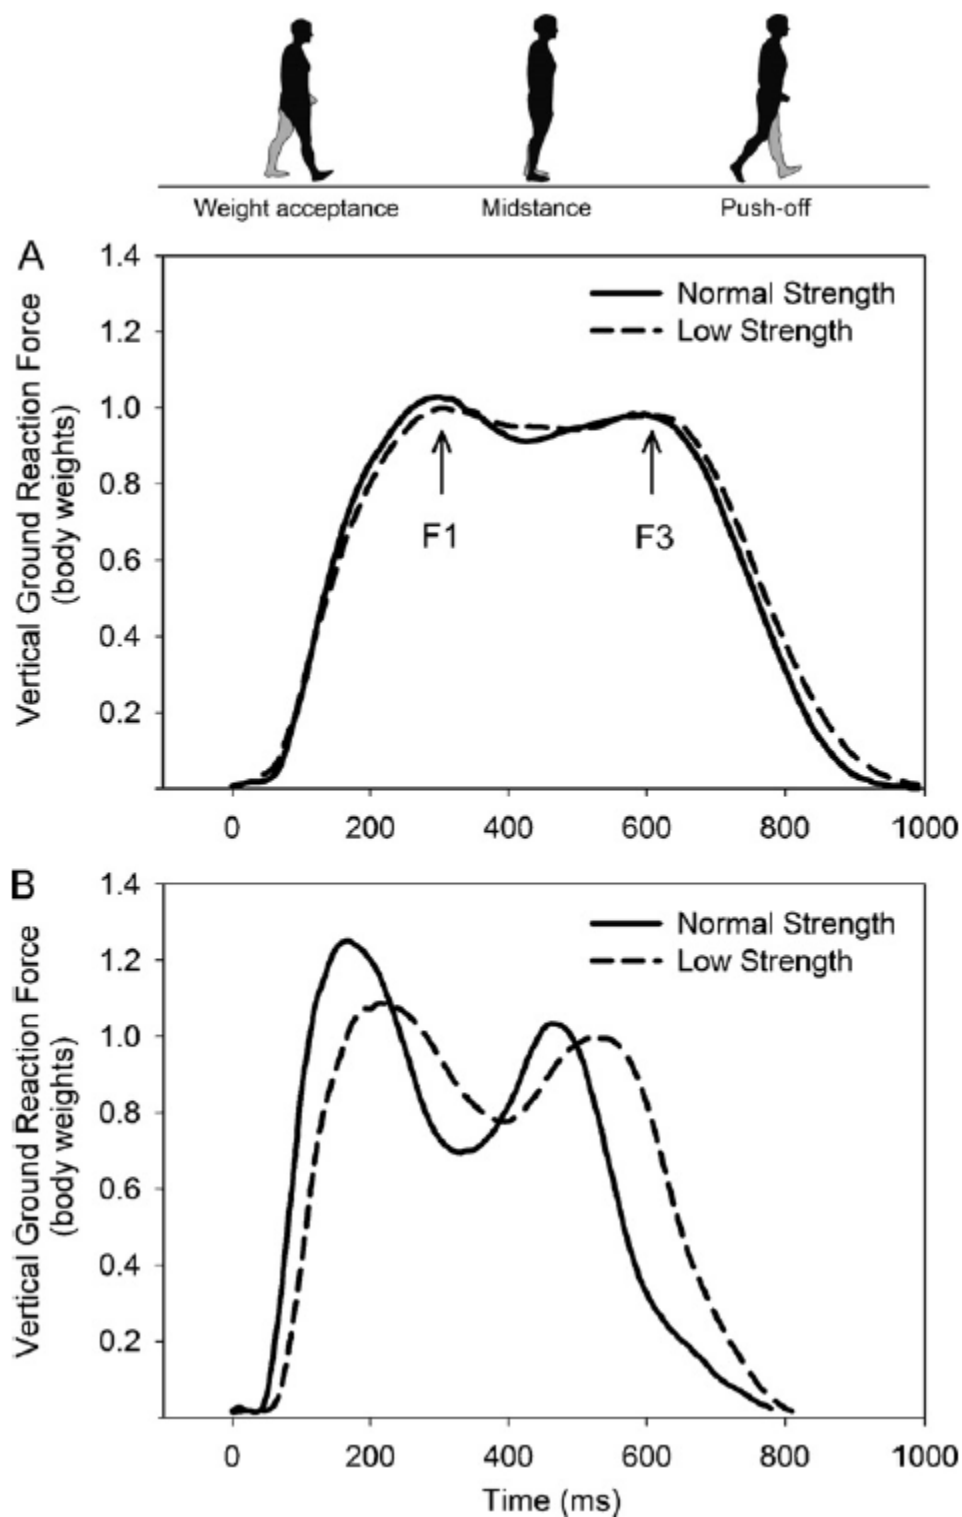 Weight acceptance Midstance Push-off
A
Vertical Ground Reaction Force
(body weights)
1.4
1.2
1.0
0.8
0.6
0.4
0.2
Normal Strength
Low Strength
F1 F3
0 200 400 600 800 1000
B
Vertical Ground Reaction Force
(body weights)
1.4
1.2
1.0
0.8
0.6
0.4
0.2
Normal Strength
Low Strength
0 200 400 600 800 1000
Time (ms)